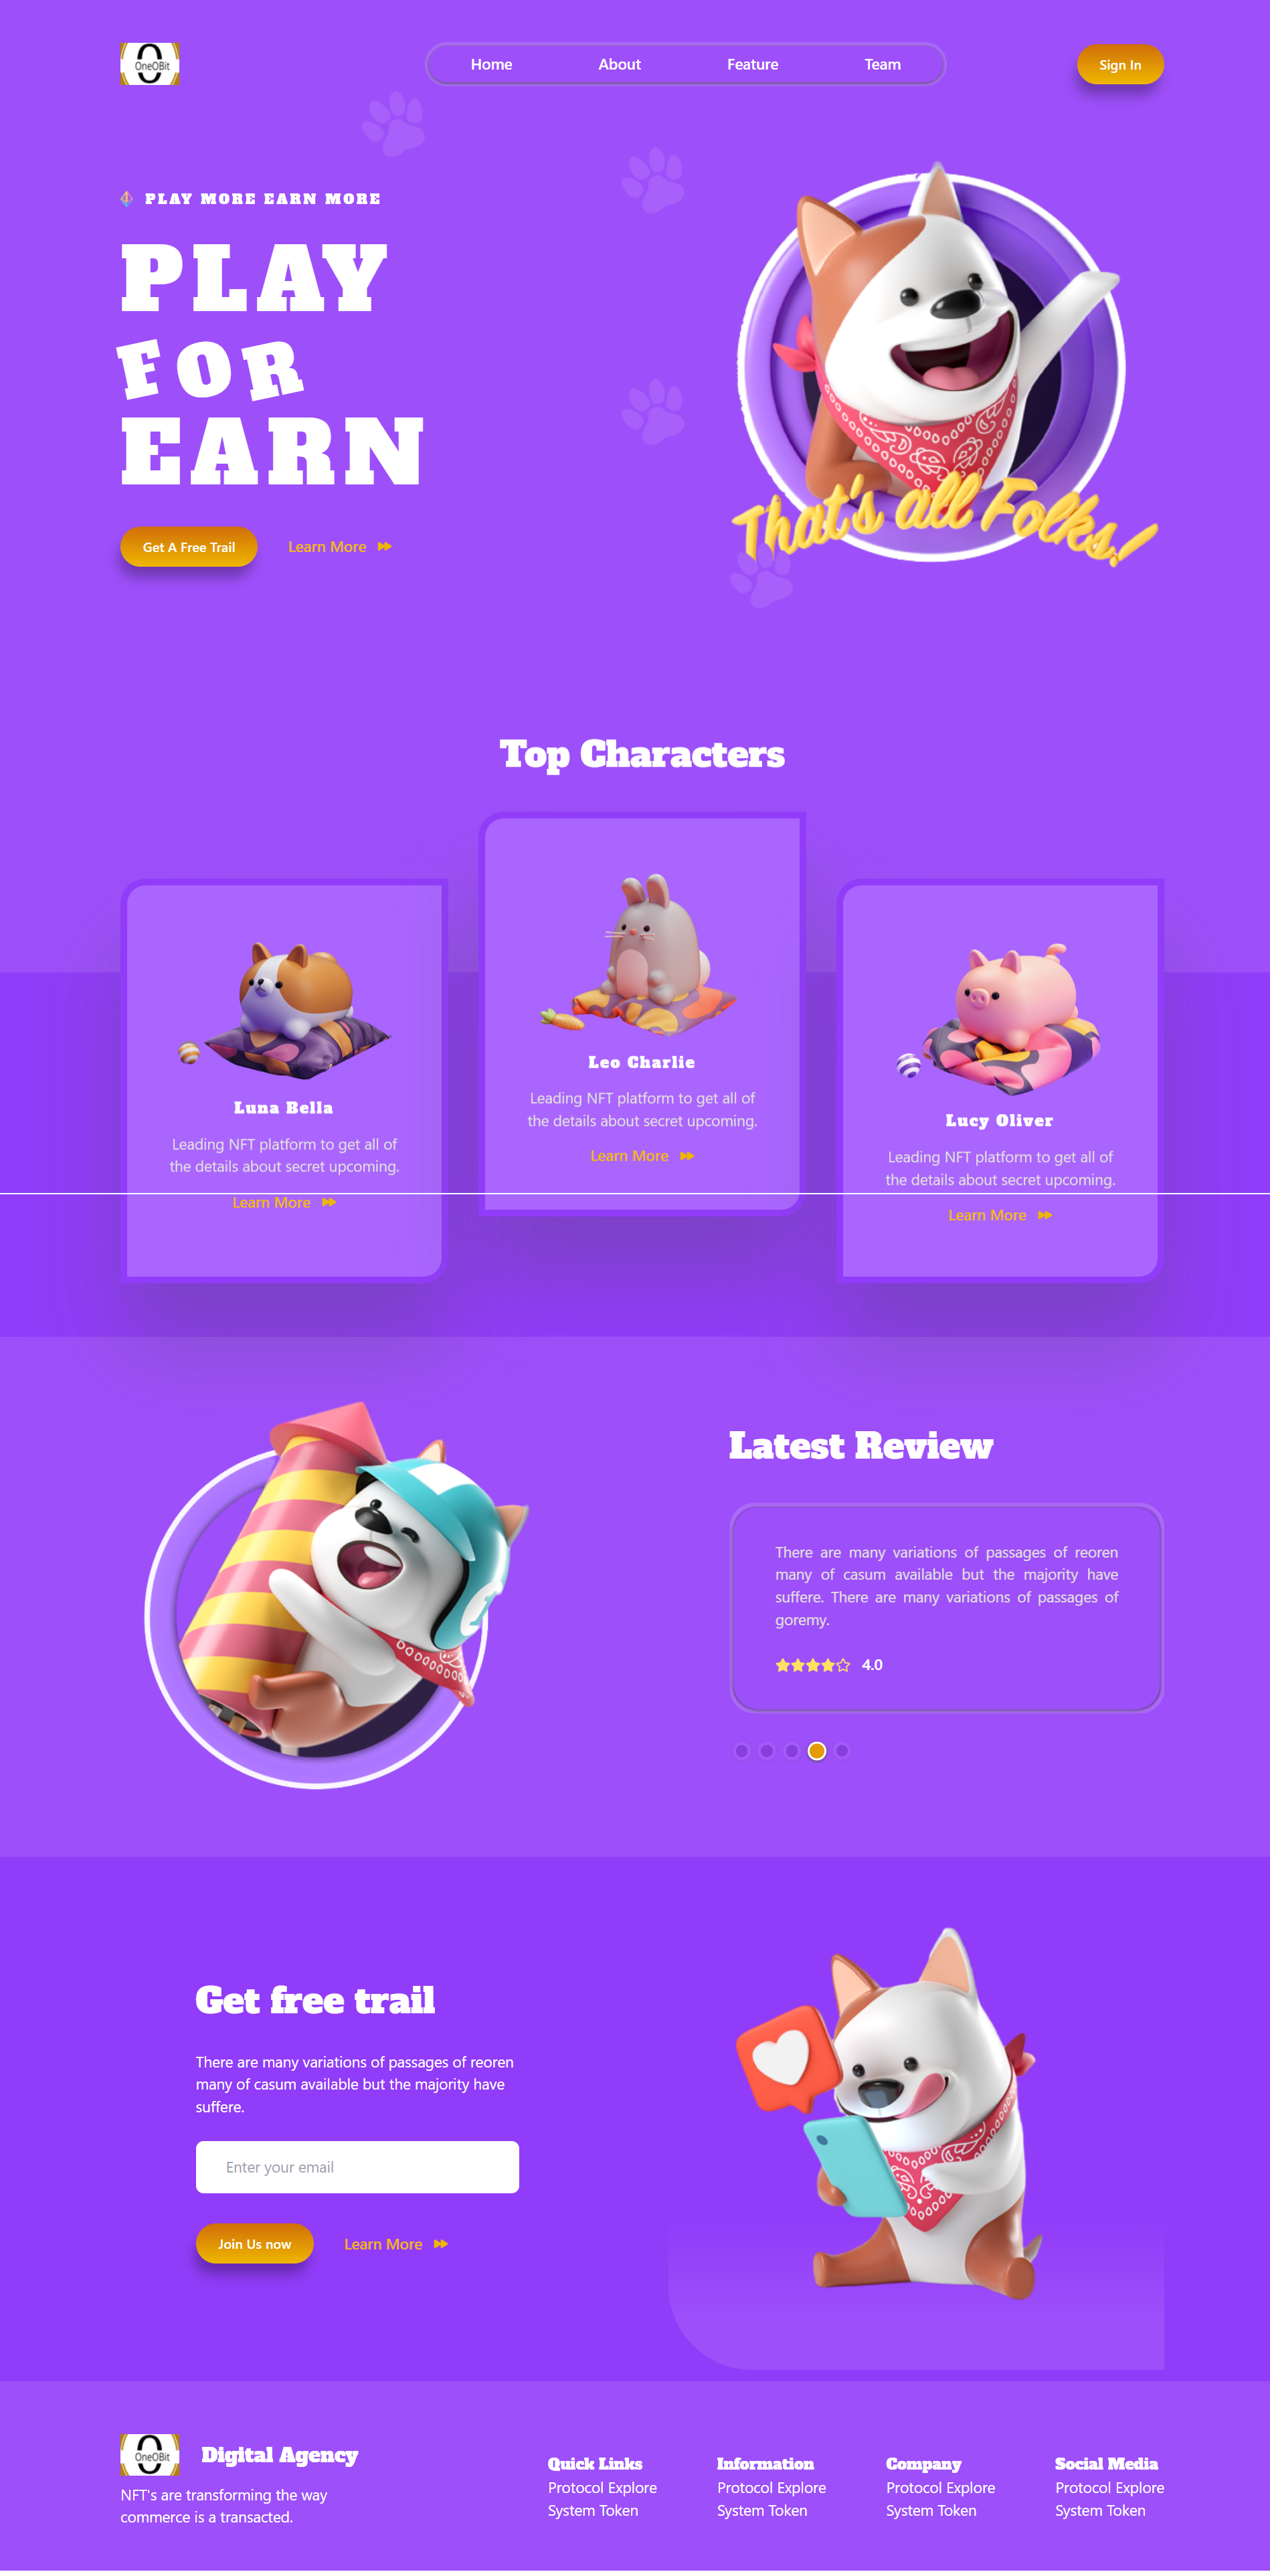 OneOBit
Home
About
Feature
Team
Sign In
PLAY MORE EARN MORE
PLAY
FOR
EARN
Get A Free Trail
Learn More
That's all Folks!
Top Characters
Luna Bella
Leading NFT platform to get all of
the details about secret upcoming.
Learn More
Leo Charlie
Leading NFT platform to get all of
the details about secret upcoming.
Learn More
Lucy Oliver
Leading NFT platform to get all of
the details about secret upcoming.
Learn More
Latest Review
There are many variations of passages of reoren
many of casum available but the majority have
suffere. There are many variations of passages of
goremy.
4.0
Get free trail
There are many variations of passages of reoren
many of casum available but the majority have
suffere.
Enter your email
Join Us now
Learn More
OneOBit
Digital Agency
NFT's are transforming the way
commerce is a transacted.
Quick Links
Protocol Explore
System Token
Information
Protocol Explore
System Token
Company
Protocol Explore
System Token
Social Media
Protocol Explore
System Token